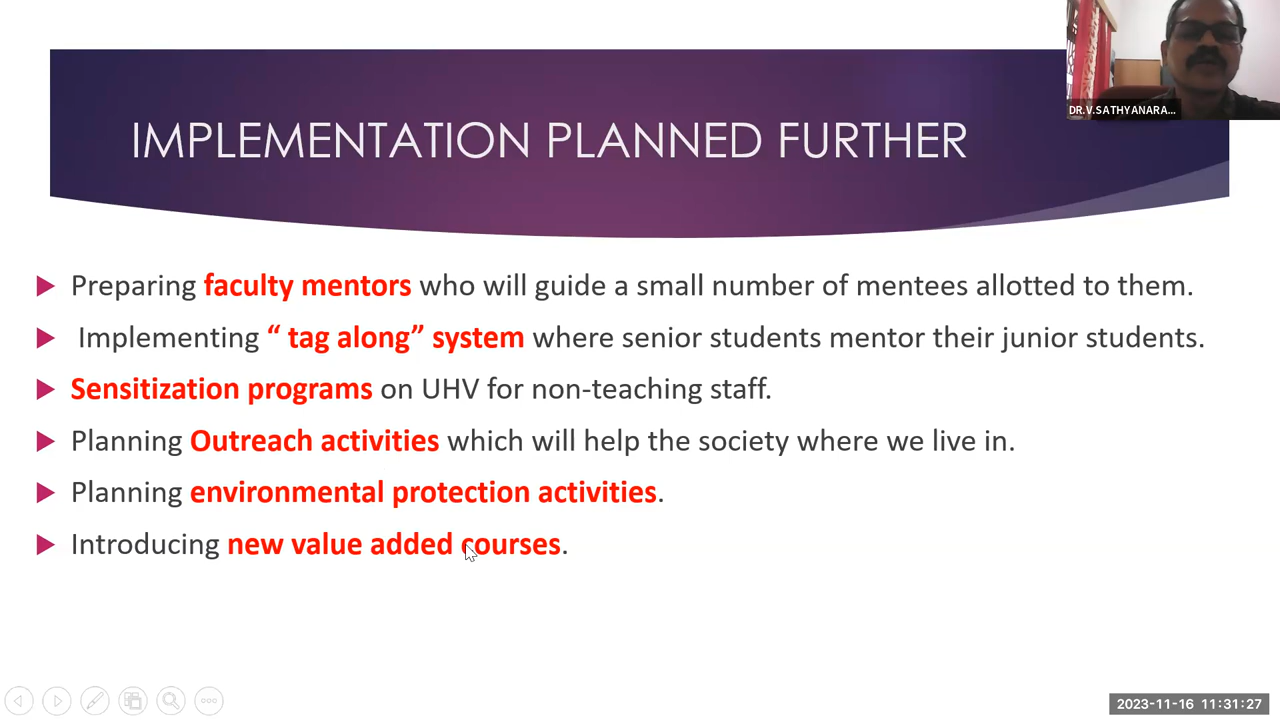 DR.V.SATHYANARA...
IMPLEMENTATION PLANNED FURTHER
Preparing faculty mentors who will guide a small number of mentees allotted to them.
Implementing “ tag along” system where senior students mentor their junior students.
Sensitization programs on UHV for non-teaching staff.
Planning Outreach activities which will help the society where we live in.
Planning environmental protection activities.
Introducing new value added courses.
2023-11-16 11:31:27